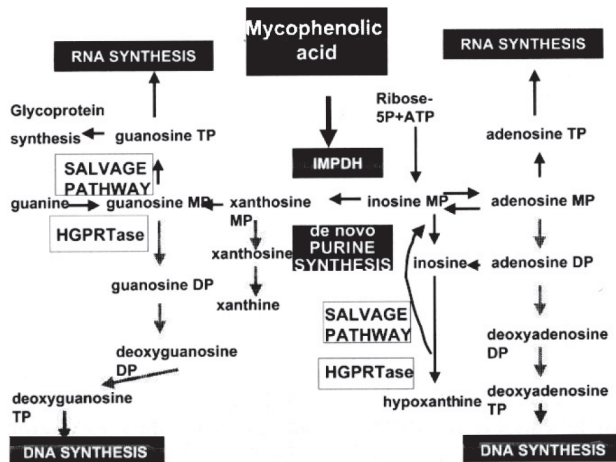 Mycophenolic
acid
RNA SYNTHESIS
RNA SYNTHESIS
Glycoprotein
synthesis
guanosine TP
Ribose-
5P+ATP
adenosine TP
IMPDH
SALVAGE
PATHWAY
guanine
guanosine MP
xanthosine
MP
inosine MP
adenosine MP
HGPRTase
de novo
PURINE
SYNTHESIS
xanthosine
inosine
adenosine DP
guanosine DP
xanthine
SALVAGE
PATHWAY
deoxyguanosine
DP
deoxyadenosine
DP
HGPRTase
deoxyguanosine
TP
hypoxanthine
deoxyadenosine
TP
DNA SYNTHESIS
DNA SYNTHESIS